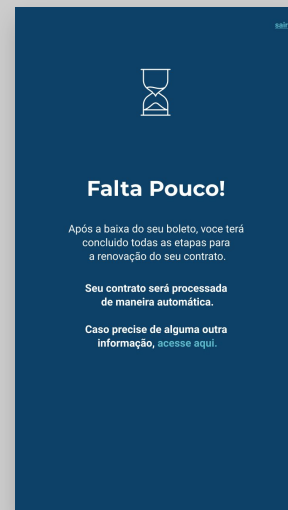 sair
Falta Pouco!
Após a baixa do seu boleto, voce terá
concluido todas as etapas para
a renovação do seu contrato.
Seu contrato será processada
de maneira automática.
Caso precise de alguma outra
informação, acesse aqui.